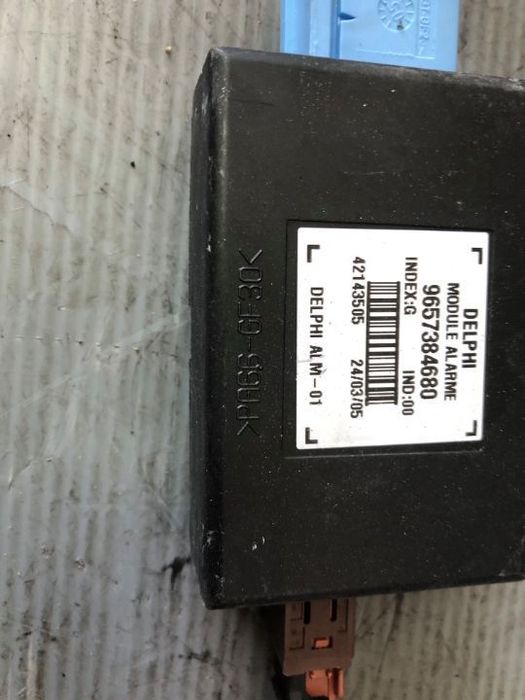 DELPHI
MODULE ALARME
9657384680
INDEX:G IND:00
42143505 24/03/05
DELPHI ALM-01
>PA66-GF30<